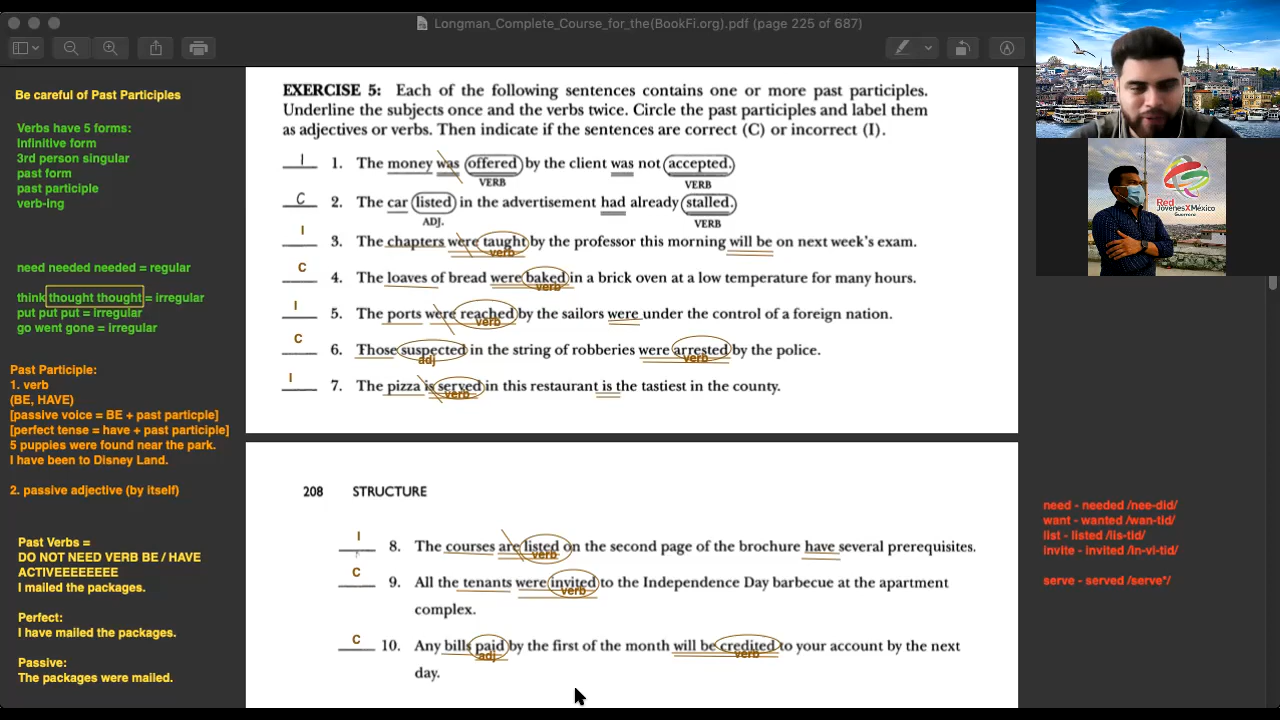 Longman_Complete_Course_for_the(BookFi.org).pdf (page 225 of 687)
Be careful of Past Participles
Verbs have 5 forms:
Infinitive form
3rd person singular
past form
past participle
verb-ing
need needed needed = regular
think thought thought = irregular
put put put = irregular
go went gone = irregular
Past Participle:
1. verb
(BE, HAVE)
[passive voice = BE + past particple]
[perfect tense = have + past participle]
5 puppies were found near the park.
I have been to Disney Land.
2. passive adjective (by itself)
Past Verbs =
DO NOT NEED VERB BE / HAVE
ACTIVEEEEEEEE
I mailed the packages.
Perfect:
I have mailed the packages.
Passive:
The packages were mailed.
EXERCISE 5: Each of the following sentences contains one or more past participles.
Underline the subjects once and the verbs twice. Circle the past participles and label them
as adjectives or verbs. Then indicate if the sentences are correct (C) or incorrect (I).
I 1. The money was offered by the client was not accepted.
VERB VERB
C 2. The car listed in the advertisement had already stalled.
ADJ. VERB
I 3. The chapters were taught by the professor this morning will be on next week's exam.
verb
C 4. The loaves of bread were baked in a brick oven at a low temperature for many hours.
verb
I 5. The ports were reached by the sailors were under the control of a foreign nation.
verb
C 6. Those suspected in the string of robberies were arrested by the police.
adj verb
I 7. The pizza is served in this restaurant is the tastiest in the county.
verb
208 STRUCTURE
I 8. The courses are listed on the second page of the brochure have several prerequisites.
verb
C 9. All the tenants were invited to the Independence Day barbecue at the apartment
verb
complex.
C 10. Any bills paid by the first of the month will be credited to your account by the next
adj verb
day.
Red
JóvenesXMéxico
Guerrero
need - needed /nee-did/
want - wanted /wan-tid/
list - listed /lis-tid/
invite - invited /in-vi-tid/
serve - served /serve*/